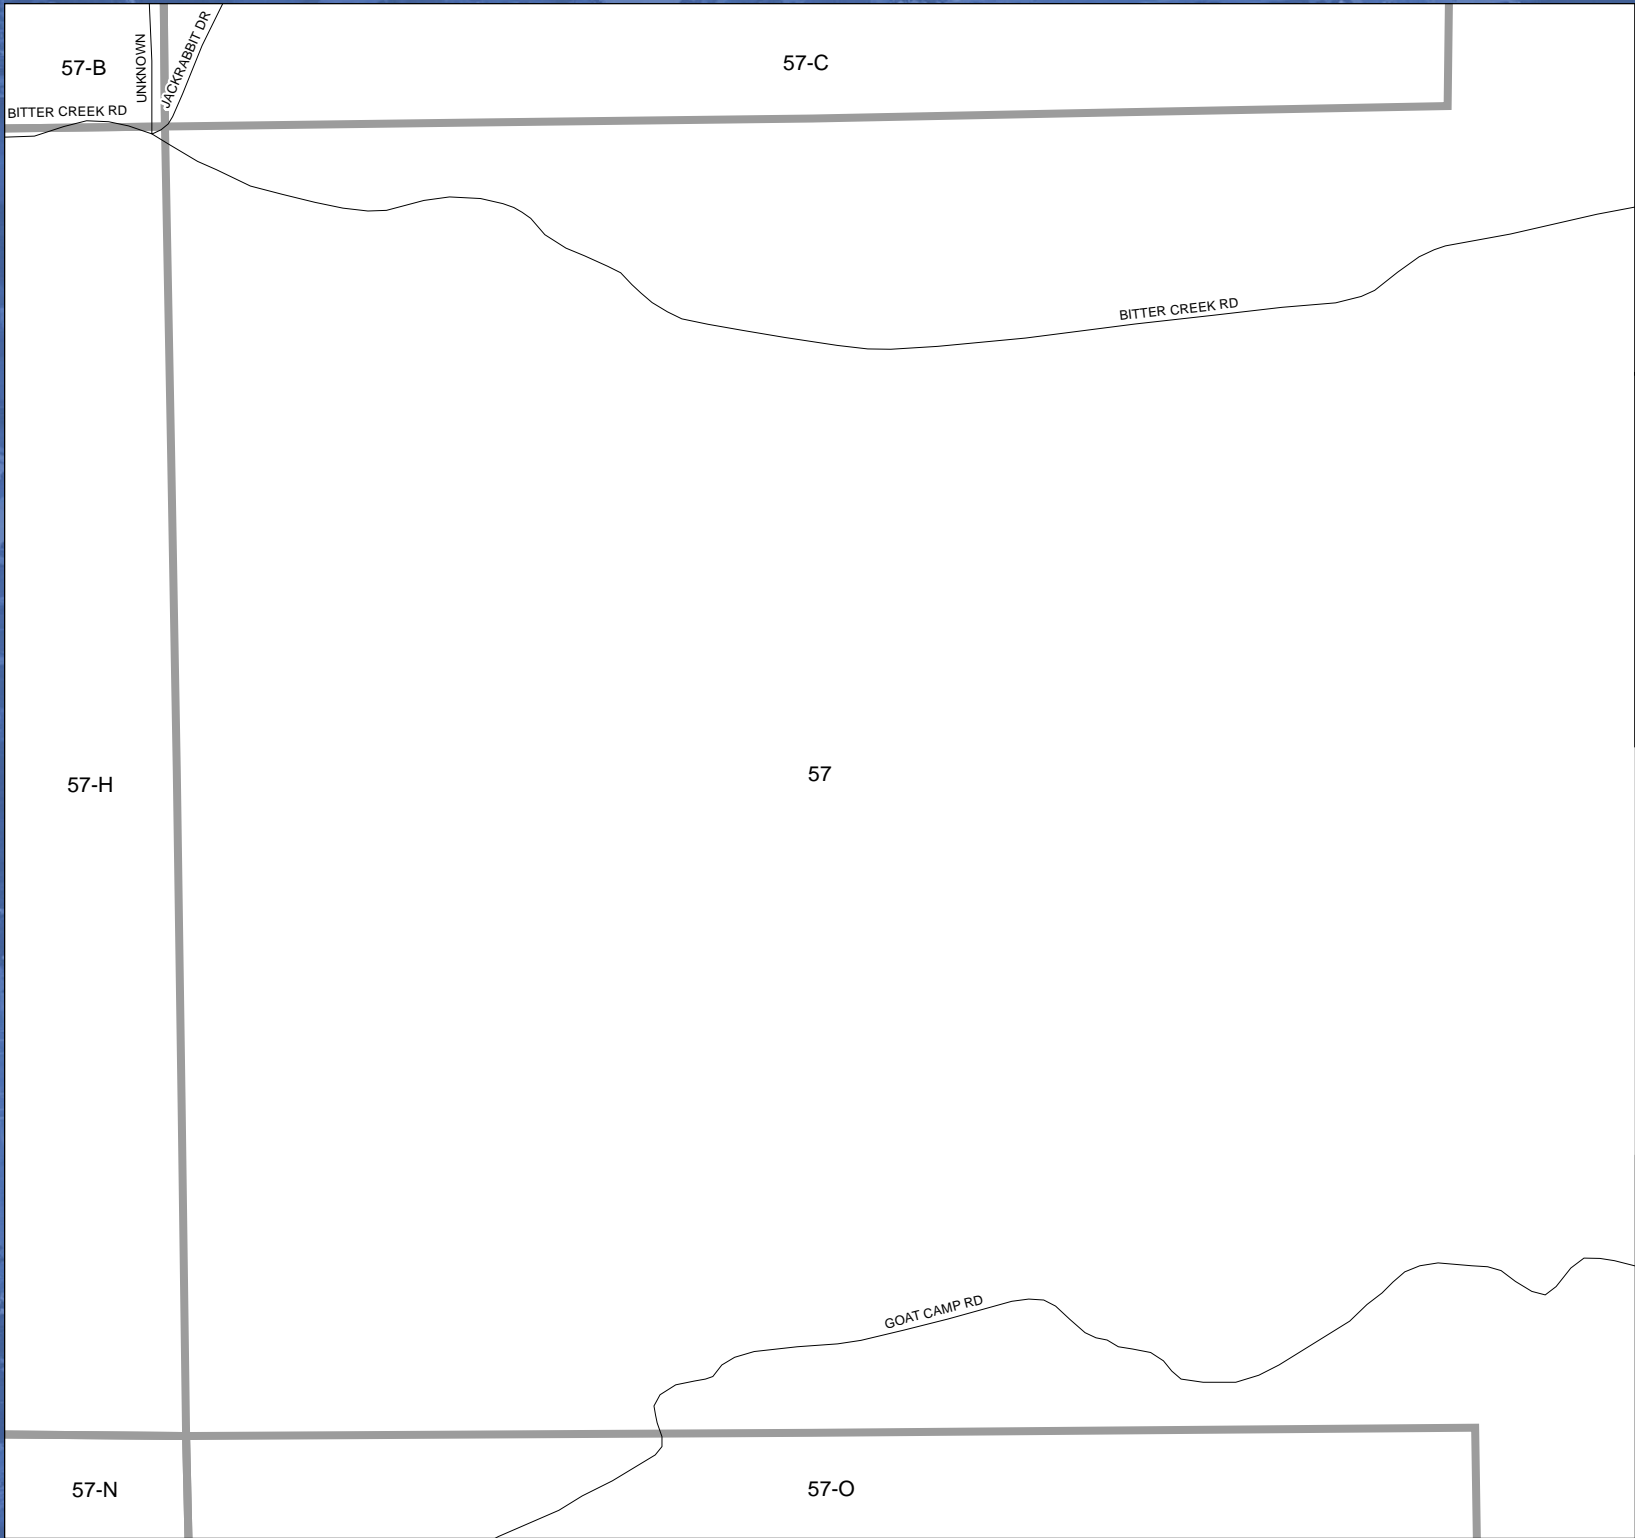 57-B
UNKNOWN
JACKRABBIT DR
57-C
BITTER CREEK RD
BITTER CREEK RD
57-H
57
GOAT CAMP RD
57-N
57-O